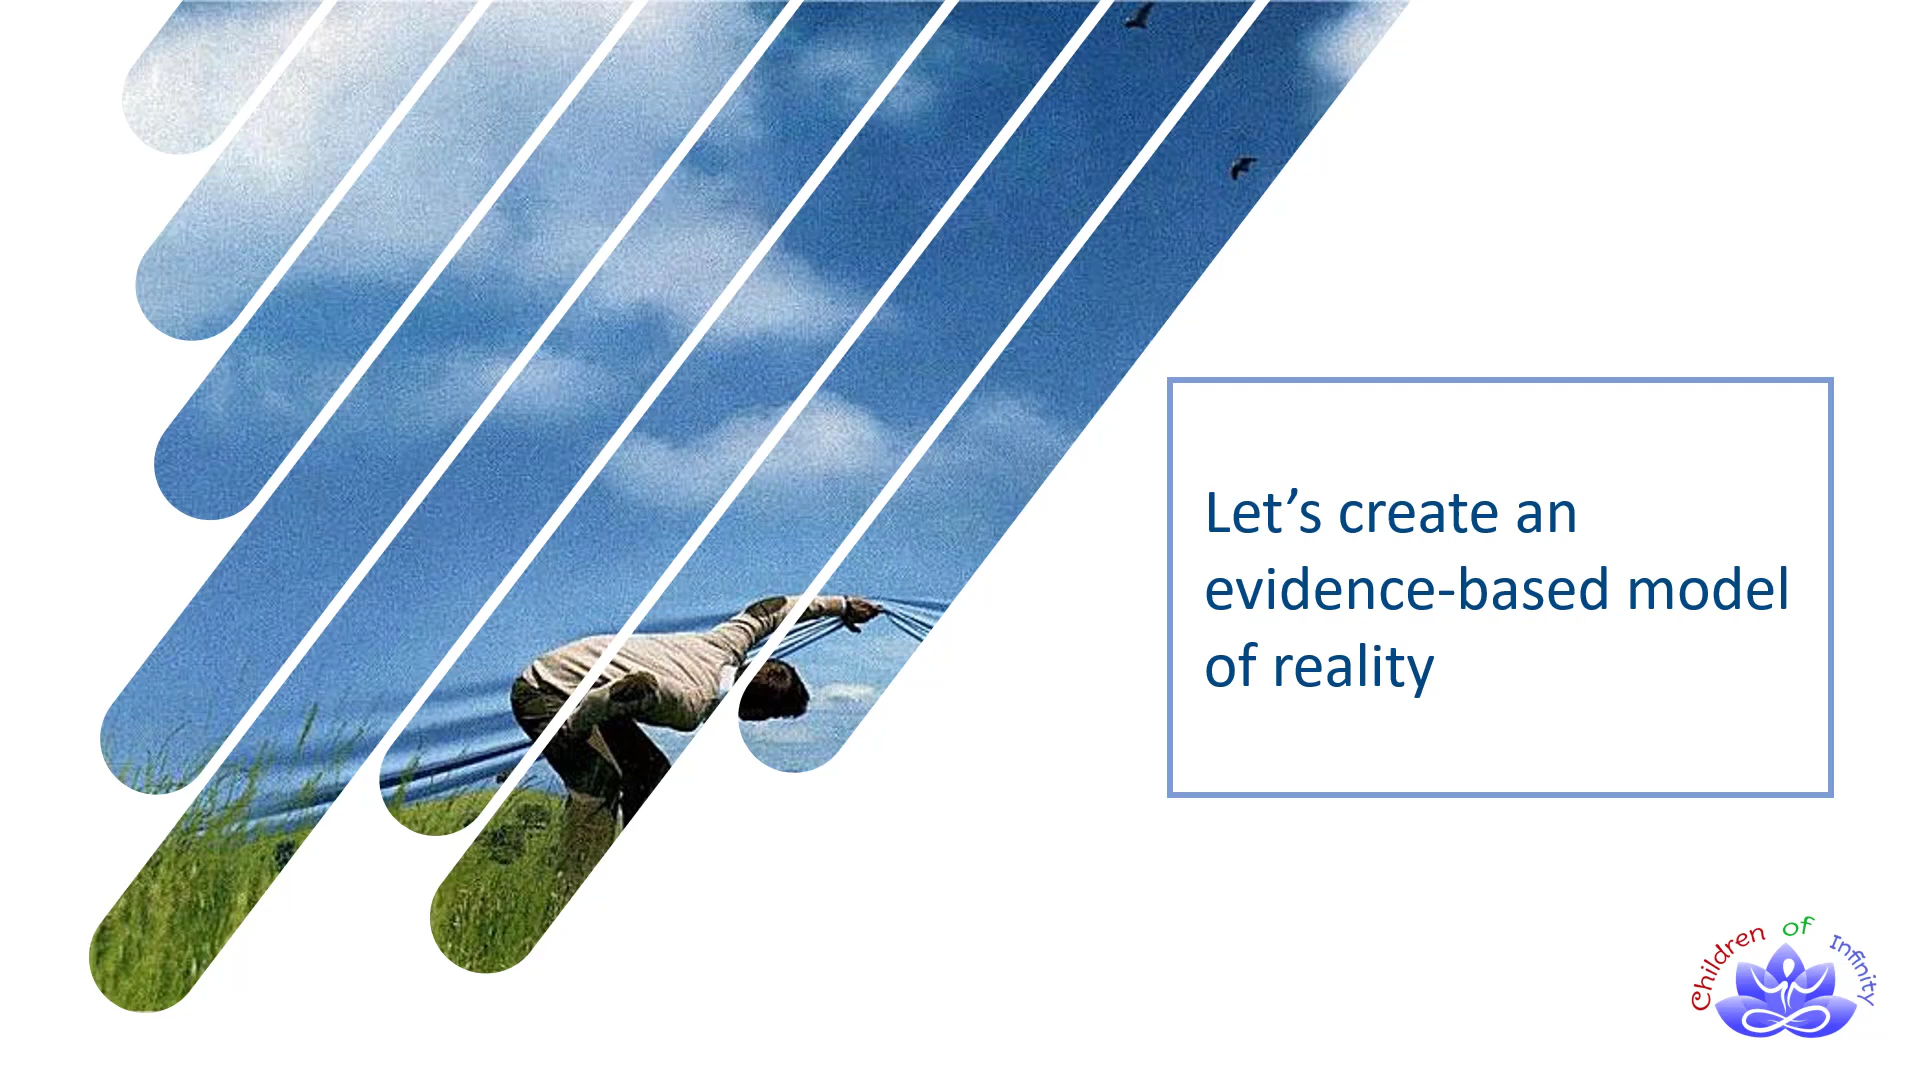 Let’s create an
evidence-based model
of reality
Children of Infinity